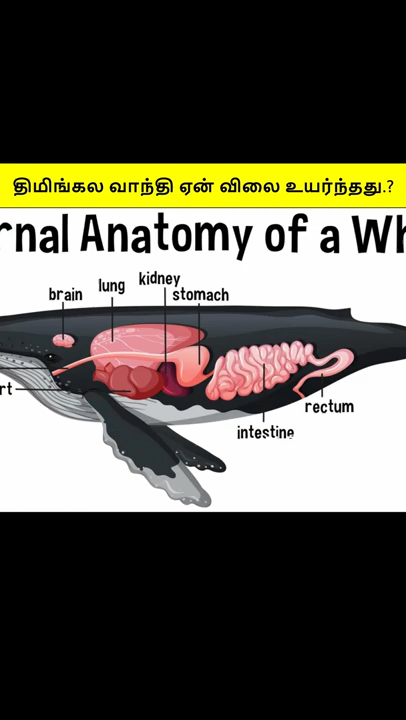 திமிங்கல வாந்தி ஏன் விலை உயர்ந்தது.?
rnal Anatomy of a Wh
kidney
lung
brain
stomach
rt
rectum
intestine